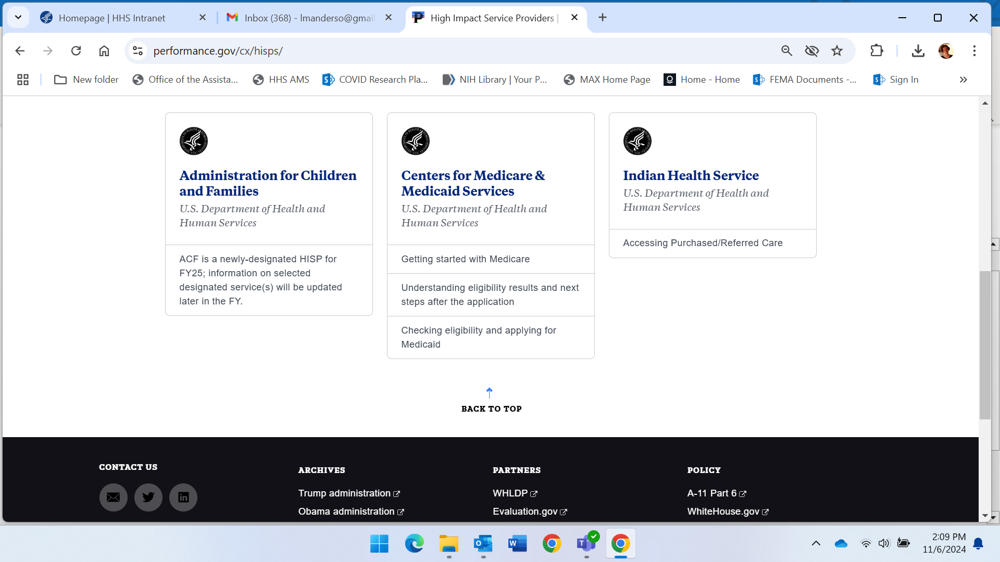 Homepage | HHS Intranet
Inbox (368) - lmanderso@gmail
High Impact Service Providers |
performance.gov/cx/hisps/
New folder
Office of the Assista...
HHS AMS
COVID Research Pla...
NIH Library | Your P...
MAX Home Page
Home - Home
FEMA Documents -...
Sign In
Administration for Children
and Families
U.S. Department of Health and
Human Services
ACF is a newly-designated HISP for
FY25; information on selected
designated service(s) will be updated
later in the FY.
Centers for Medicare &
Medicaid Services
U.S. Department of Health and
Human Services
Getting started with Medicare
Understanding eligibility results and next
steps after the application
Checking eligibility and applying for
Medicaid
Indian Health Service
U.S. Department of Health and
Human Services
Accessing Purchased/Referred Care
BACK TO TOP
CONTACT US
ARCHIVES
Trump administration
Obama administration
PARTNERS
WHLDP
Evaluation.gov
POLICY
A-11 Part 6
WhiteHouse.gov
2:09 PM
11/6/2024